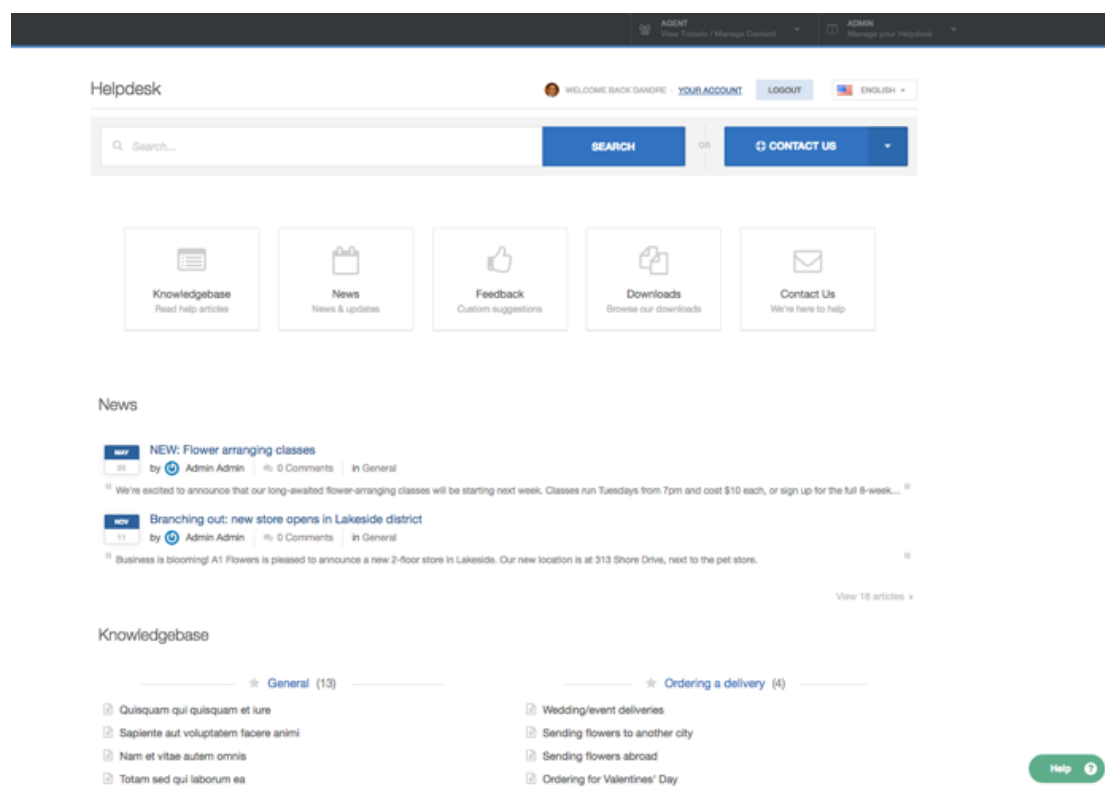 AGENT
View Tickets / Manage Content
ADMIN
Manage your Helpdesk
Helpdesk
WELCOME BACK DANDRE - YOUR ACCOUNT
LOGOUT
ENGLISH
Search...
SEARCH
OR
CONTACT US
Knowledgebase
Read help articles
News
News & updates
Feedback
Custom suggestions
Downloads
Browse our downloads
Contact Us
We're here to help
News
MAY
NEW: Flower arranging classes
by Admin Admin 0 Comments in General
We're excited to announce that our long-awaited flower-arranging classes will be starting next week. Classes run Tuesdays from 7pm and cost $10 each, or sign up for the full 8-week...
NOV
Branching out: new store opens in Lakeside district
11
by Admin Admin 0 Comments in General
Business is blooming! A1 Flowers is pleased to announce a new 2-floor store in Lakeside. Our new location is at 313 Shore Drive, next to the pet store.
View 18 articles
Knowledgebase
General (13)
Quisquam qui quisquam et iure
Sapiente aut voluptatem facere animi
Nam et vitae autem omnis
Totam sed qui laborum ea
Ordering a delivery (4)
Wedding/event deliveries
Sending flowers to another city
Sending flowers abroad
Ordering for Valentines' Day
Help